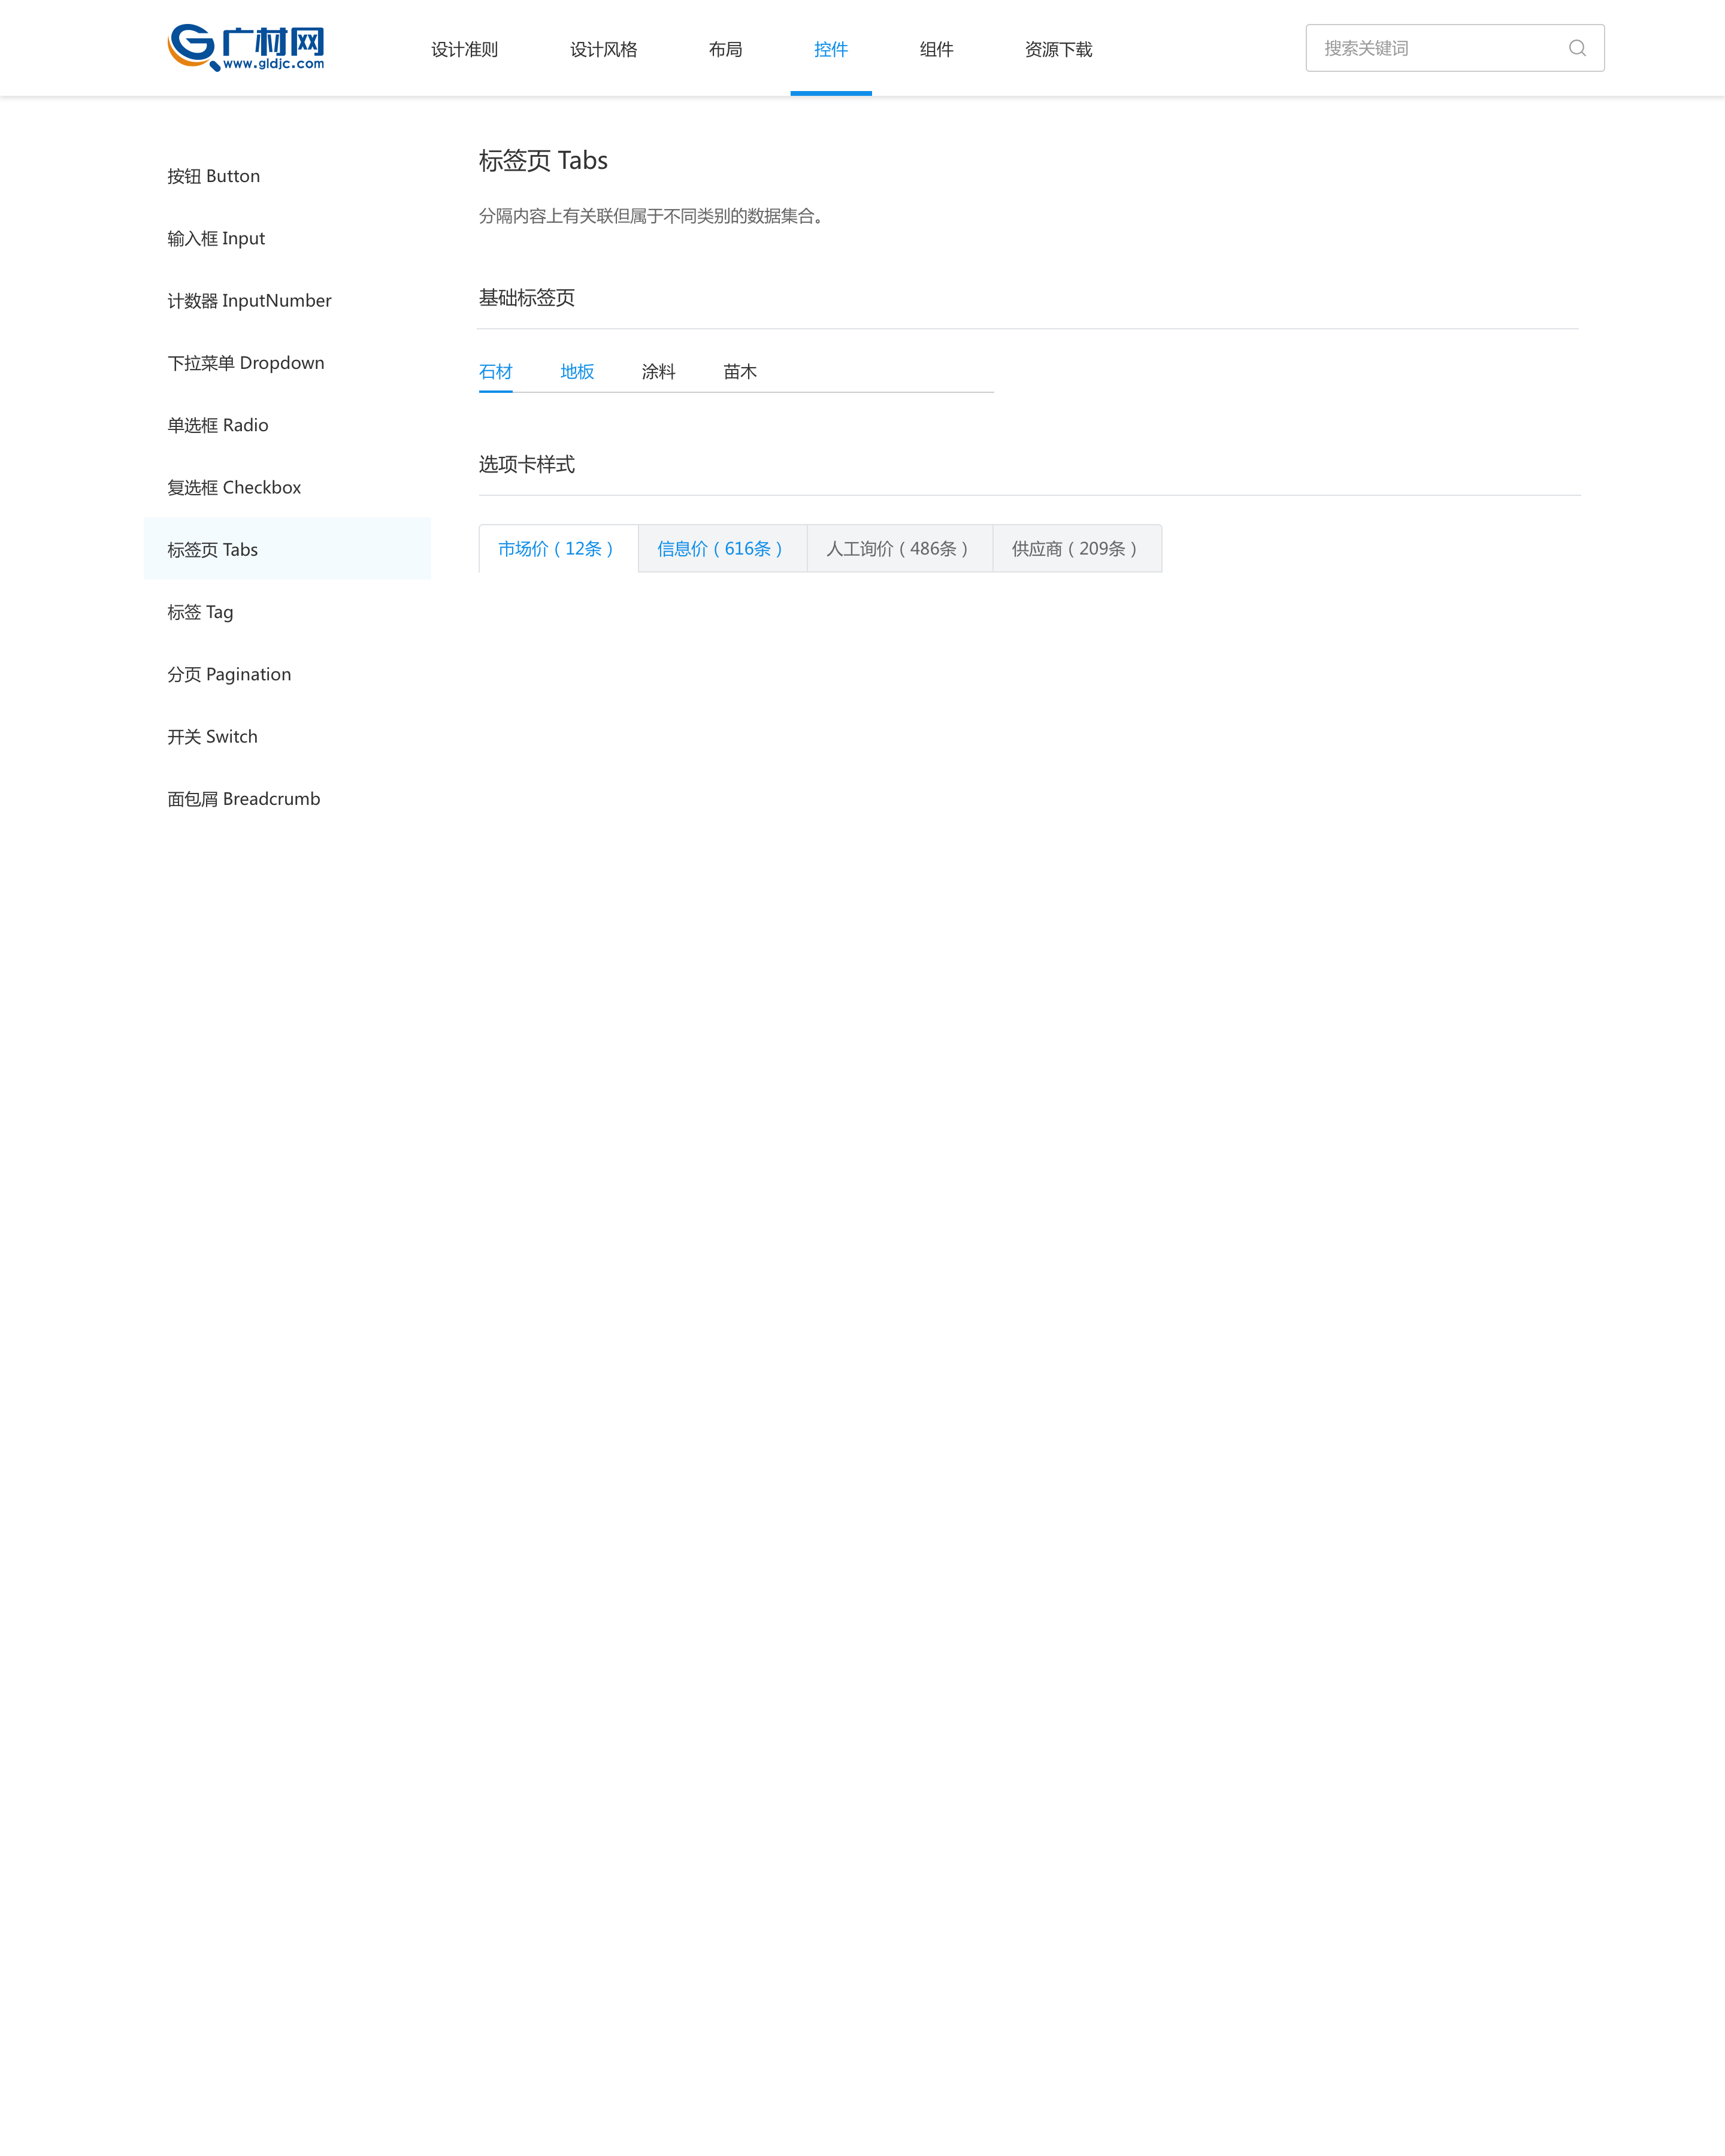 广材网
www.gldjc.com
设计准则 设计风格 布局 控件 组件 资源下载 搜索关键词
按钮 Button
输入框 Input
计数器 InputNumber
下拉菜单 Dropdown
单选框 Radio
复选框 Checkbox
标签页 Tabs
标签 Tag
分页 Pagination
开关 Switch
面包屑 Breadcrumb
标签页 Tabs
分隔内容上有关联但属于不同类别的数据集合。
基础标签页
石材 地板 涂料 苗木
选项卡样式
市场价（12条） 信息价（616条） 人工询价（486条） 供应商（209条）